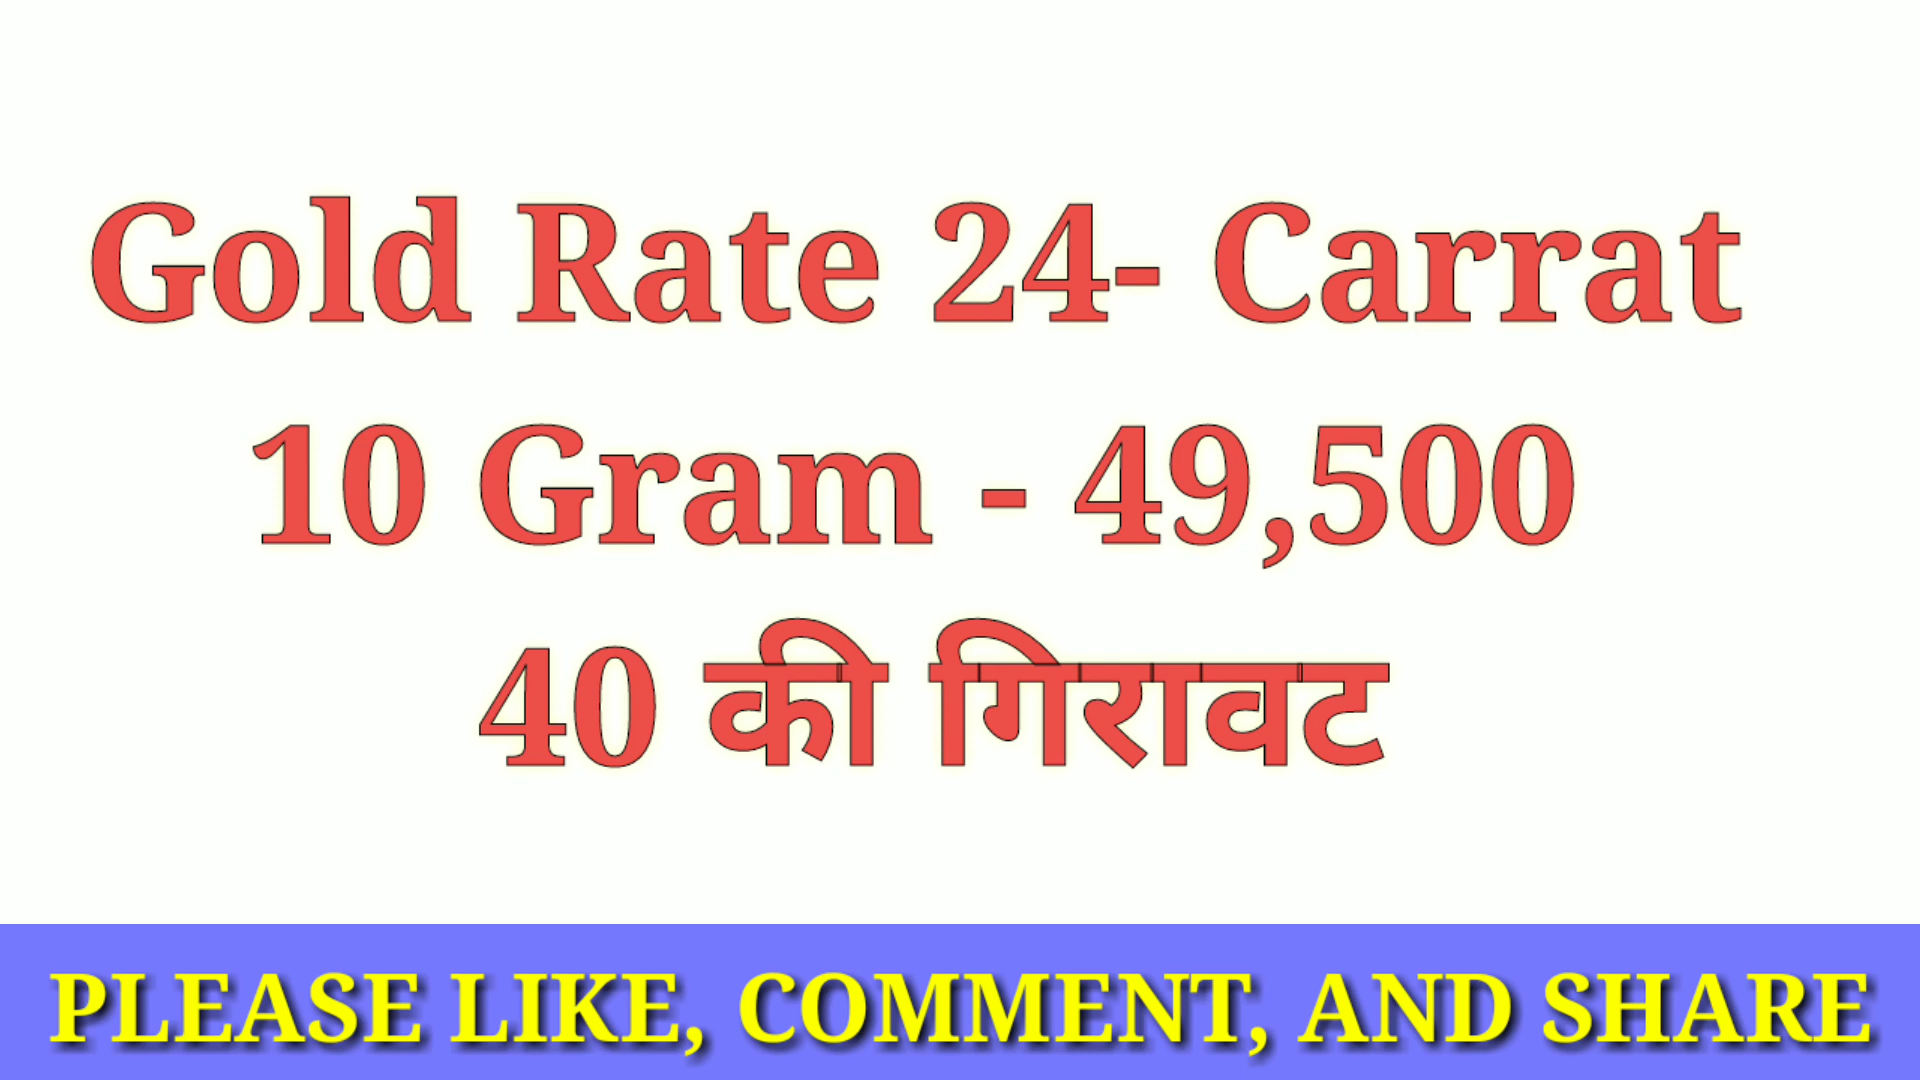 Gold Rate 24- Carrat
10 Gram - 49,500
40 की गिरावट
PLEASE LIKE, COMMENT, AND SHARE